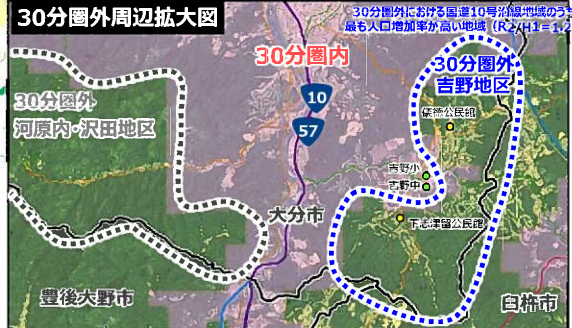 30分圏外周辺拡大図
30分圏外における国道10号沿線地域のうち
最も人口増加率が高い地域（R2/H1=1.2
30分圏内
30分圏外
吉野地区
10
57
30分圏外
河原内・沢田地区
儀徳公民館
吉野小
吉野中
大分市
下志津留公民館
豊後大野市
臼杵市